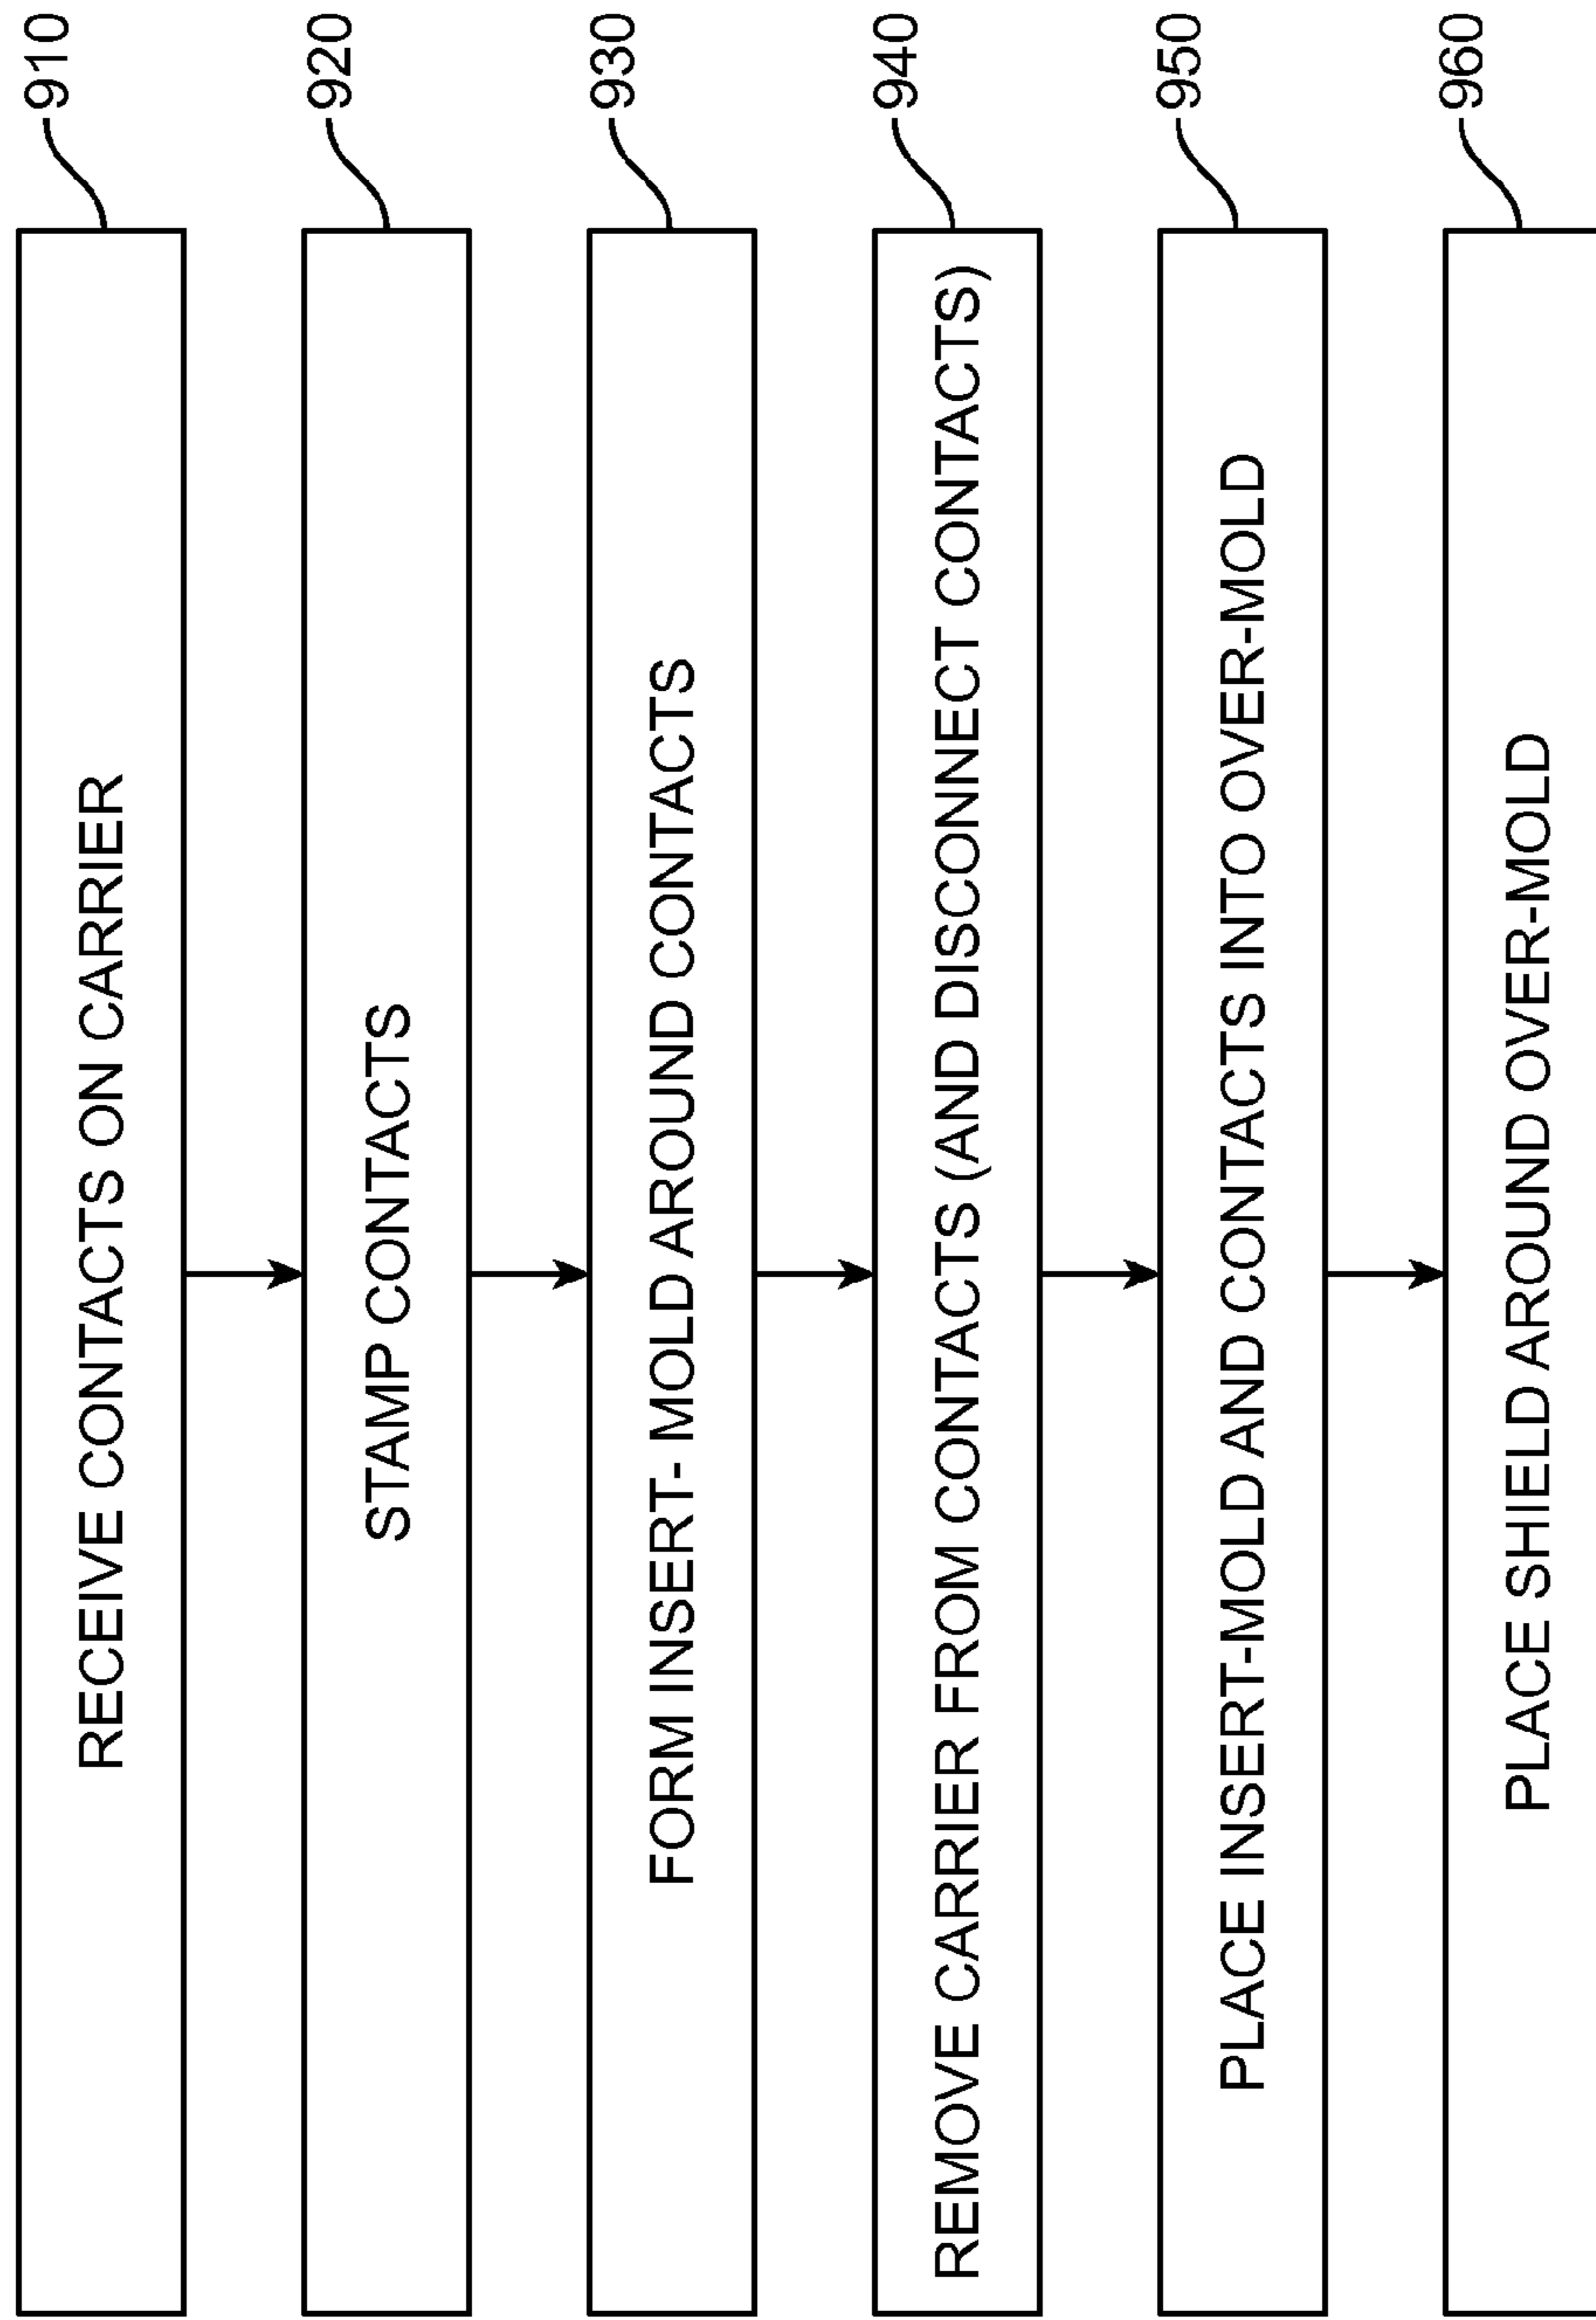 RECEIVE CONTACTS ON CARRIER
910
STAMP CONTACTS
920
FORM INSERT- MOLD AROUND CONTACTS
930
REMOVE CARRIER FROM CONTACTS (AND DISCONNECT CONTACTS)
940
PLACE INSERT-MOLD AND CONTACTS INTO OVER-MOLD
950
PLACE SHIELD AROUND OVER-MOLD
960